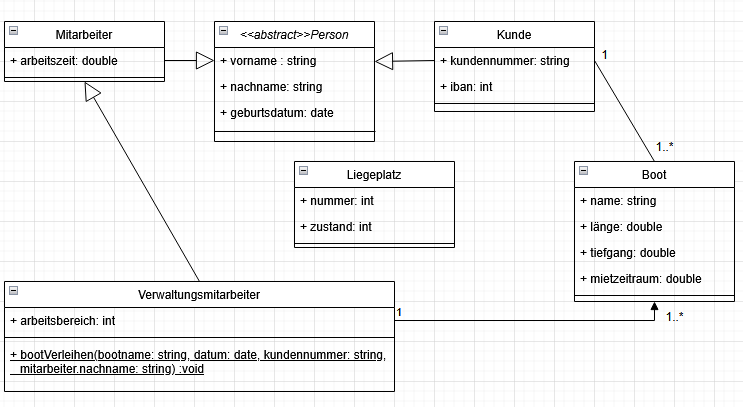 Mitarbeiter
+ arbeitszeit: double
<<abstract>>Person
+ vorname : string
+ nachname: string
+ geburtsdatum: date
Kunde
+ kundennummer: string
+ iban: int
1
1..*
Liegeplatz
+ nummer: int
+ zustand: int
Boot
+ name: string
+ länge: double
+ tiefgang: double
+ mietzeitraum: double
Verwaltungsmitarbeiter
+ arbeitsbereich: int
+ bootVerleihen(bootname: string, datum: date, kundennummer: string,
mitarbeiter.nachname: string) :void
1
1..*